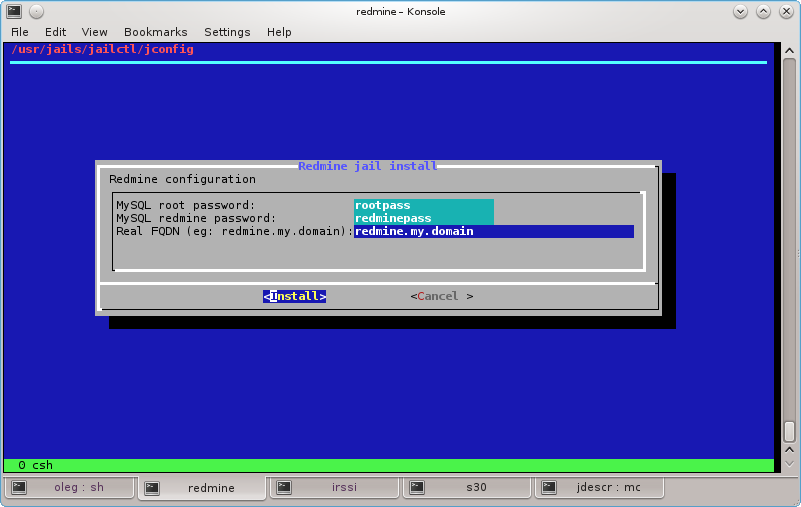 redmine – Konsole
File Edit View Bookmarks Settings Help
/usr/jails/jailctl/jconfig
Redmine jail install
Redmine configuration
MySQL root password: rootpass
MySQL redmine password: redminepass
Real FQDN (eg: redmine.my.domain):redmine.my.domain
<Install> <Cancel >
0 csh
oleg : sh redmine irssi s30 jdescr : mc